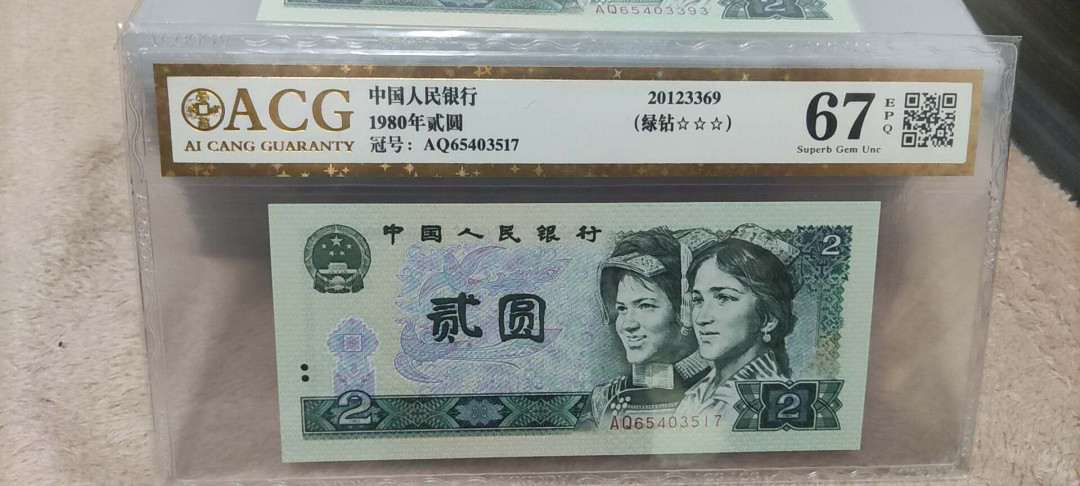 AQ65403393
2
ACG
AI CANG GUARANTY
中国人民银行
1980年贰圆
冠号: AQ65403517
20123369
(绿钻☆☆☆)
67
EPQ
Superb Gem Unc
中国人民银行
2
贰圆
2
2
AQ65403517